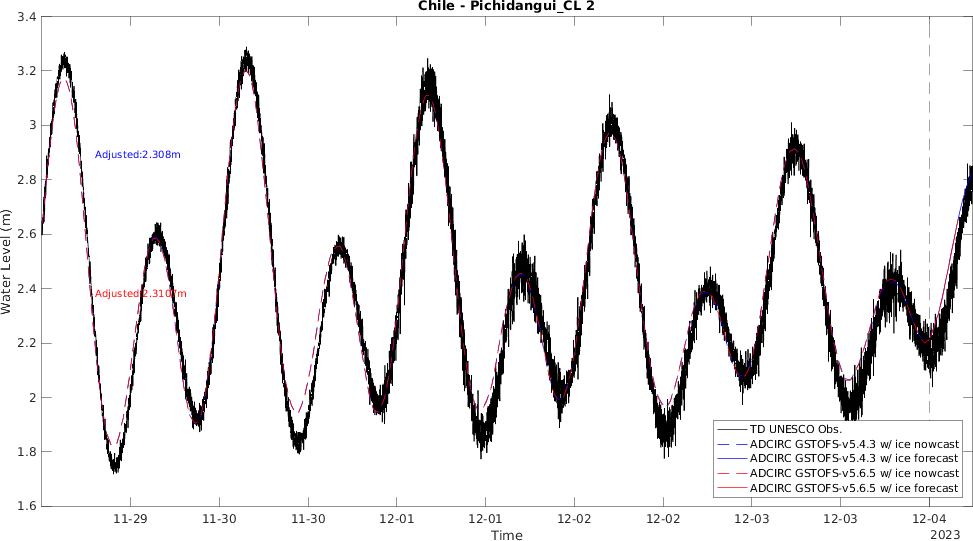 Chile - Pichidangui_CL 2
3.4
3.2
3
2.8
2.6
2.4
2.2
2
1.8
1.6
Water Level (m)
Adjusted:2.308m
Adjusted:2.3107m
TD UNESCO Obs.
ADCIRC GSTOFS-v5.4.3 w/ ice nowcast
ADCIRC GSTOFS-v5.4.3 w/ ice forecast
ADCIRC GSTOFS-v5.6.5 w/ ice nowcast
ADCIRC GSTOFS-v5.6.5 w/ ice forecast
11-29 11-30 11-30 12-01 12-01 12-02 12-02 12-03 12-03 12-04
Time
2023